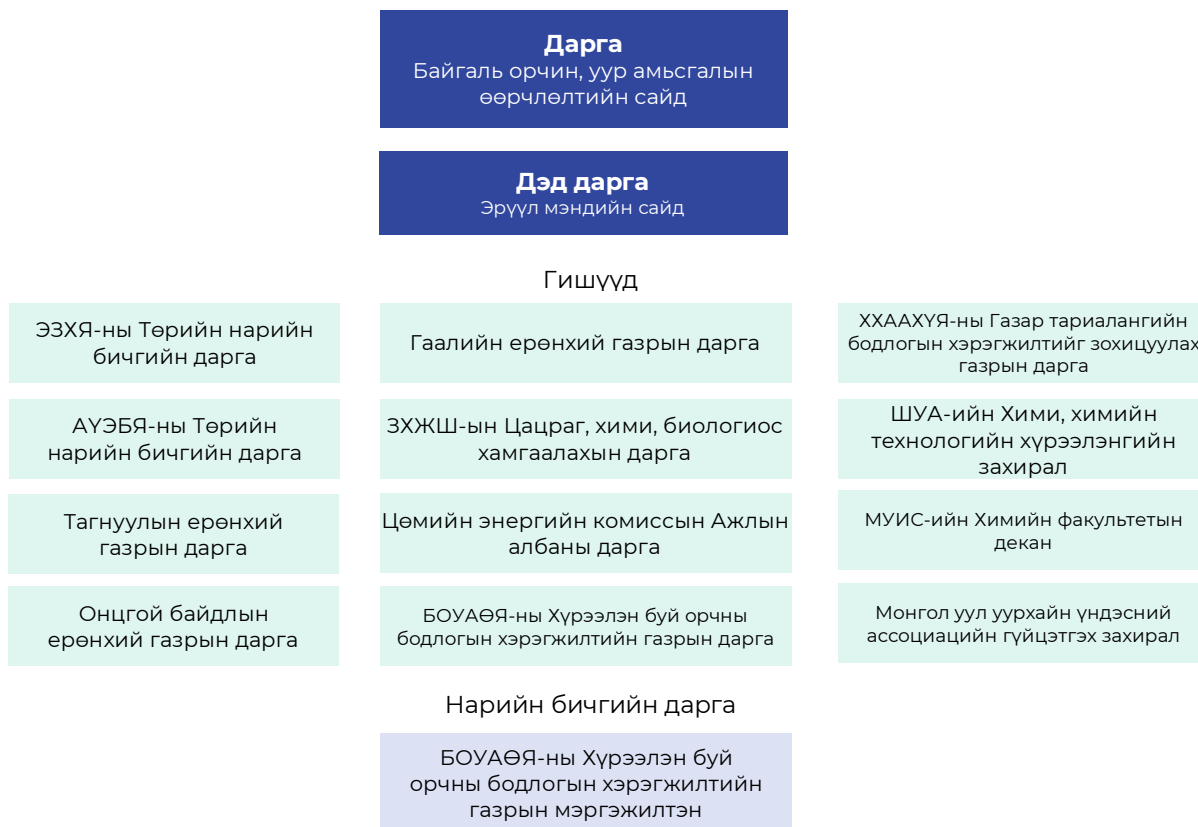 Дарга
Байгаль орчин, уур амьсгалын
өөрчлөлтийн сайд
Дэд дарга
Эрүүл мэндийн сайд
Гишүүд
ЭЗХЯ-ны Төрийн нарийн
бичгийн дарга
Гаалийн ерөнхий газрын дарга
ХХААХҮЯ-ны Газар тариалангийн
бодлогын хэрэгжилтийг зохицуулах
газрын дарга
АҮЭБЯ-ны Төрийн
нарийн бичгийн дарга
ЗХЖШ-ын Цацраг, хими, биологиос
хамгаалахын дарга
ШУА-ийн Хими, химийн
технологийн хүрээлэнгийн
захирал
Тагнуулын ерөнхий
газрын дарга
Цөмийн энергийн комиссын Ажлын
албаны дарга
МУИС-ийн Химийн факультетын
декан
Онцгой байдлын
ерөнхий газрын дарга
БОУАӨЯ-ны Хүрээлэн буй орчны
бодлогын хэрэгжилтийн газрын дарга
Монгол уул уурхайн үндэсний
ассоциацийн гүйцэтгэх захирал
Нарийн бичгийн дарга
БОУАӨЯ-ны Хүрээлэн буй
орчны бодлогын хэрэгжилтийн
газрын мэргэжилтэн